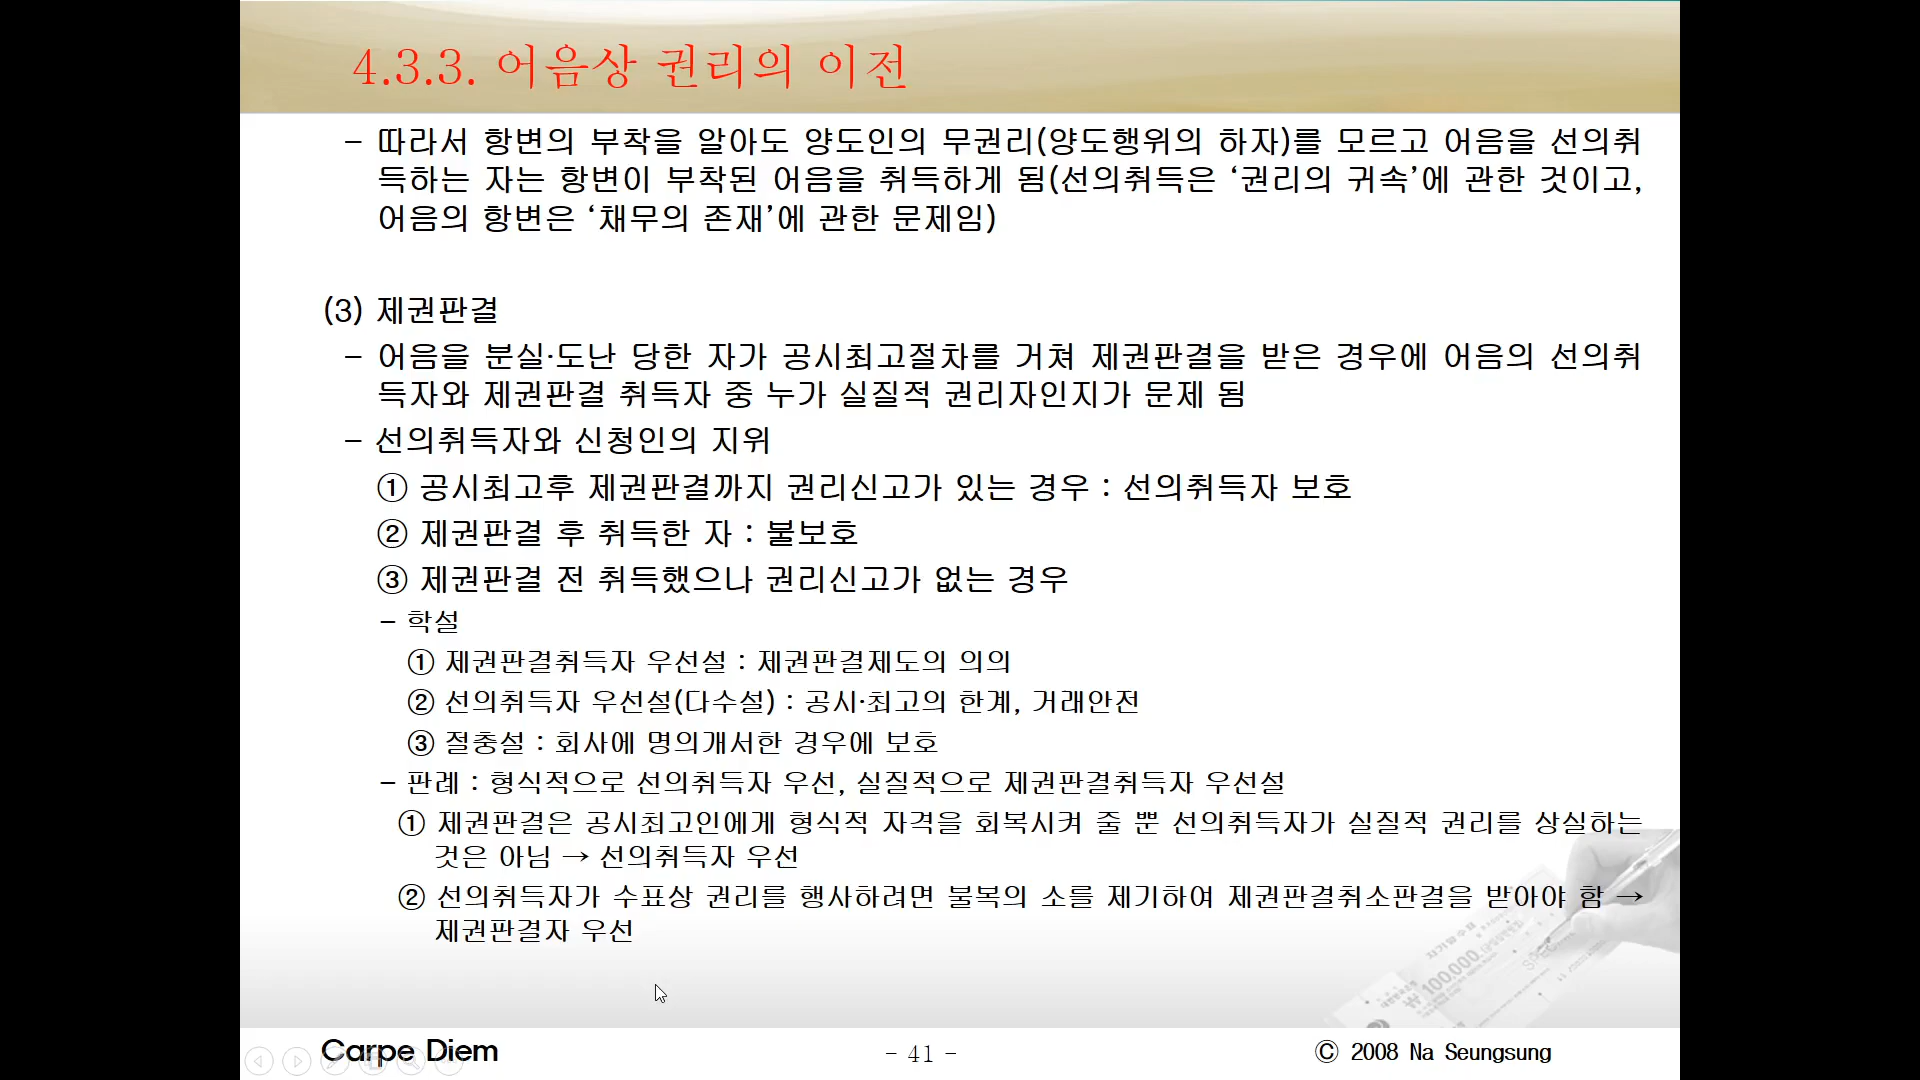 4.3.3. 어음상 권리의 이전
– 따라서 항변의 부착을 알아도 양도인의 무권리(양도행위의 하자)를 모르고 어음을 선의취
득하는 자는 항변이 부착된 어음을 취득하게 됨(선의취득은 ‘권리의 귀속’에 관한 것이고,
어음의 항변은 ‘채무의 존재’에 관한 문제임)
(3) 제권판결
– 어음을 분실·도난 당한 자가 공시최고절차를 거쳐 제권판결을 받은 경우에 어음의 선의취
득자와 제권판결 취득자 중 누가 실질적 권리자인지가 문제 됨
– 선의취득자와 신청인의 지위
① 공시최고후 제권판결까지 권리신고가 있는 경우 : 선의취득자 보호
② 제권판결 후 취득한 자 : 불보호
③ 제권판결 전 취득했으나 권리신고가 없는 경우
– 학설
① 제권판결취득자 우선설 : 제권판결제도의 의의
② 선의취득자 우선설(다수설) : 공시·최고의 한계, 거래안전
③ 절충설 : 회사에 명의개서한 경우에 보호
– 판례 : 형식적으로 선의취득자 우선, 실질적으로 제권판결취득자 우선설
① 제권판결은 공시최고인에게 형식적 자격을 회복시켜 줄 뿐 선의취득자가 실질적 권리를 상실하는
것은 아님 → 선의취득자 우선
② 선의취득자가 수표상 권리를 행사하려면 불복의 소를 제기하여 제권판결취소판결을 받아야 함 →
제권판결자 우선
자기앞수표
₩100,000
Carpe Diem
- 41 -
Ⓒ 2008 Na Seungsung